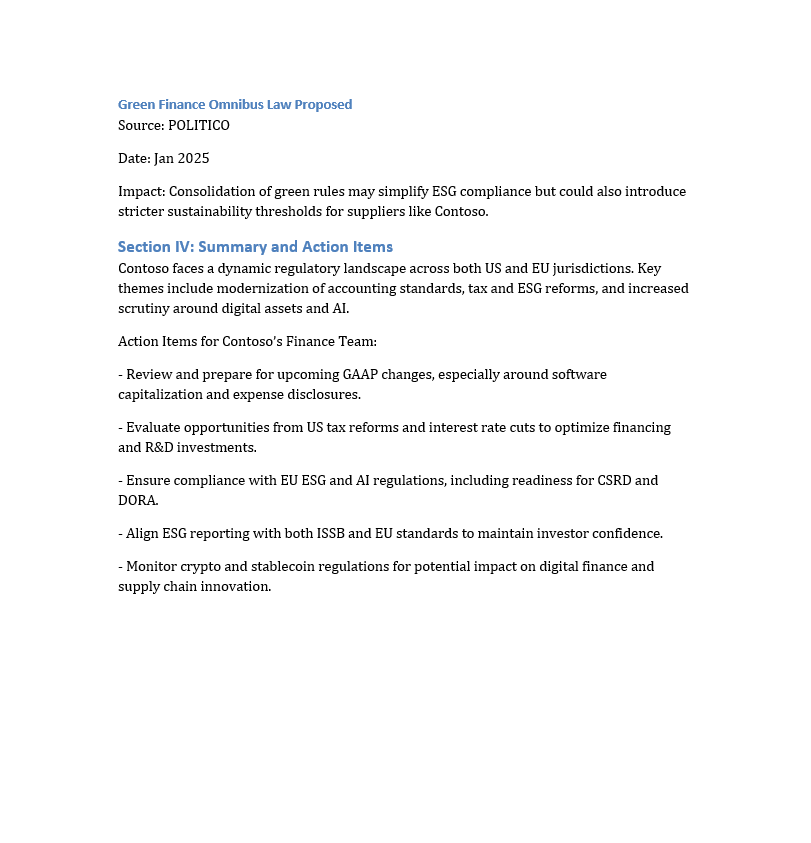 Green Finance Omnibus Law Proposed
Source: POLITICO
Date: Jan 2025
Impact: Consolidation of green rules may simplify ESG compliance but could also introduce
stricter sustainability thresholds for suppliers like Contoso.
Section IV: Summary and Action Items
Contoso faces a dynamic regulatory landscape across both US and EU jurisdictions. Key
themes include modernization of accounting standards, tax and ESG reforms, and increased
scrutiny around digital assets and AI.
Action Items for Contoso’s Finance Team:
- Review and prepare for upcoming GAAP changes, especially around software
capitalization and expense disclosures.
- Evaluate opportunities from US tax reforms and interest rate cuts to optimize financing
and R&D investments.
- Ensure compliance with EU ESG and AI regulations, including readiness for CSRD and
DORA.
- Align ESG reporting with both ISSB and EU standards to maintain investor confidence.
- Monitor crypto and stablecoin regulations for potential impact on digital finance and
supply chain innovation.